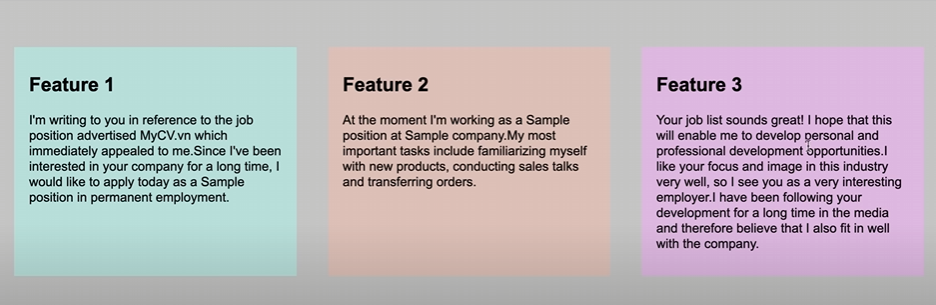 Feature 1
I'm writing to you in reference to the job
position advertised MyCV.vn which
immediately appealed to me.Since I've been
interested in your company for a long time, I
would like to apply today as a Sample
position in permanent employment.
Feature 2
At the moment I'm working as a Sample
position at Sample company.My most
important tasks include familiarizing myself
with new products, conducting sales talks
and transferring orders.
Feature 3
Your job list sounds great! I hope that this
will enable me to develop personal and
professional development opportunities.I
like your focus and image in this industry
very well, so I see you as a very interesting
employer.I have been following your
development for a long time in the media
and therefore believe that I also fit in well
with the company.